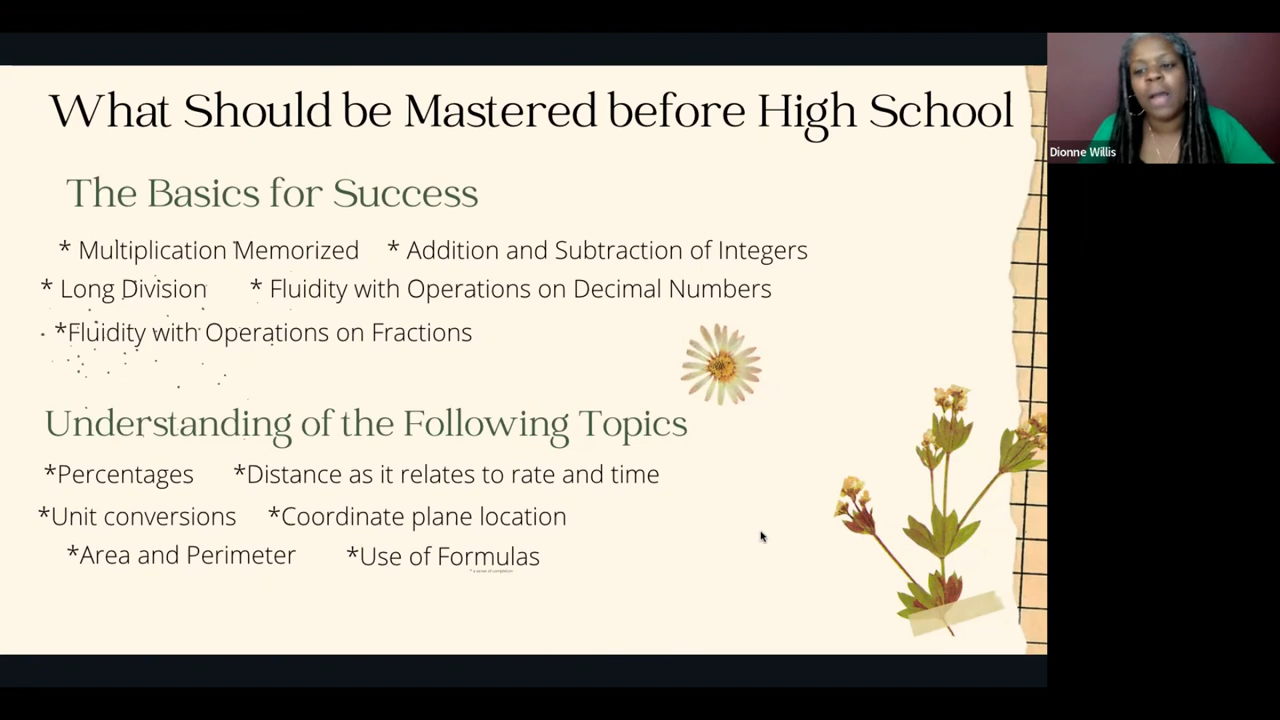 What Should be Mastered before High School
Dionne Willis
The Basics for Success
* Multiplication Memorized * Addition and Subtraction of Integers
* Long Division * Fluidity with Operations on Decimal Numbers
*Fluidity with Operations on Fractions
Understanding of the Following Topics
*Percentages *Distance as it relates to rate and time
*Unit conversions *Coordinate plane location
*Area and Perimeter *Use of Formulas
* a sense of completion